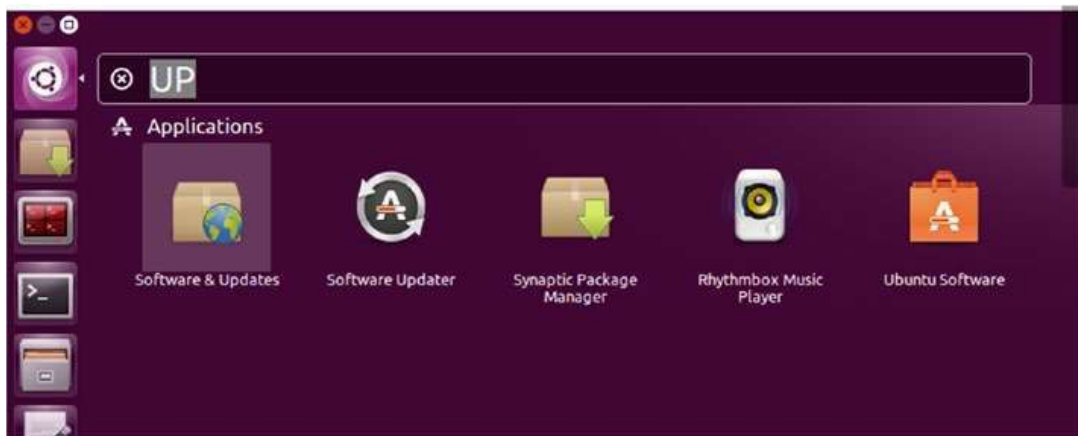 UP
Applications
Software & Updates
Software Updater
Synaptic Package
Manager
Rhythmbox Music
Player
Ubuntu Software
>_